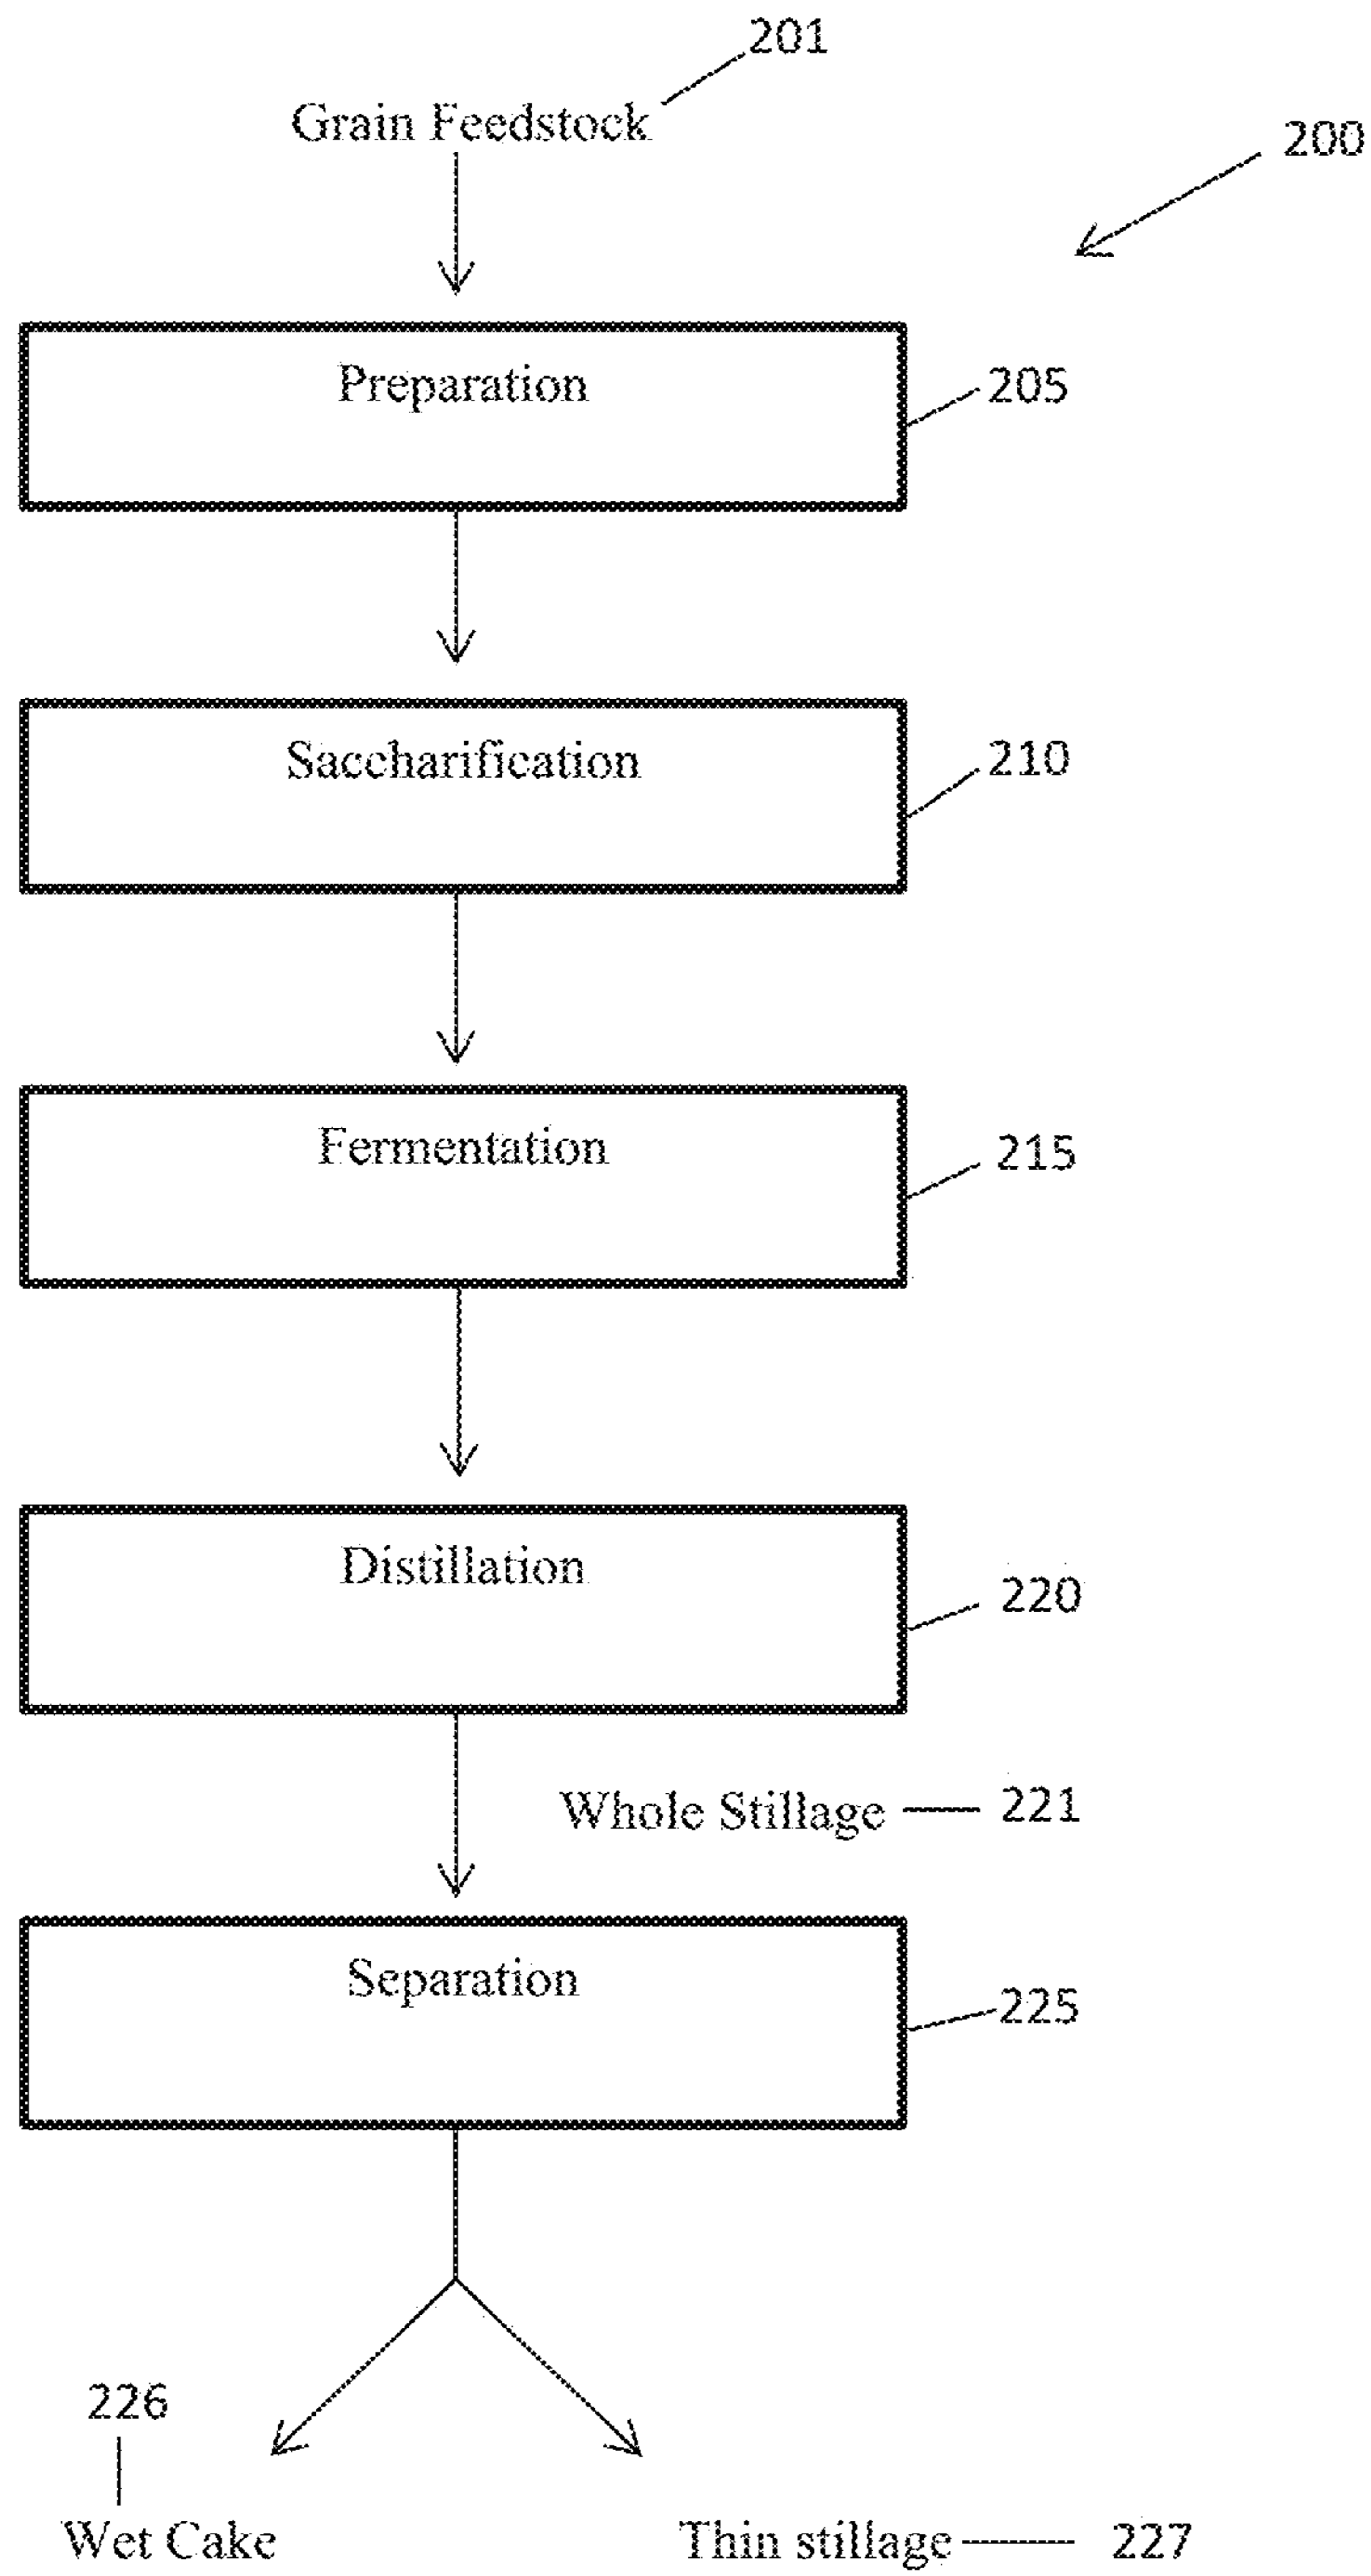 201
Grain Feedstock
200
Preparation
205
Saccharification
210
Fermentation
215
Distillation
220
Whole Stillage
221
Separation
225
226
Wet Cake
Thin stillage
227